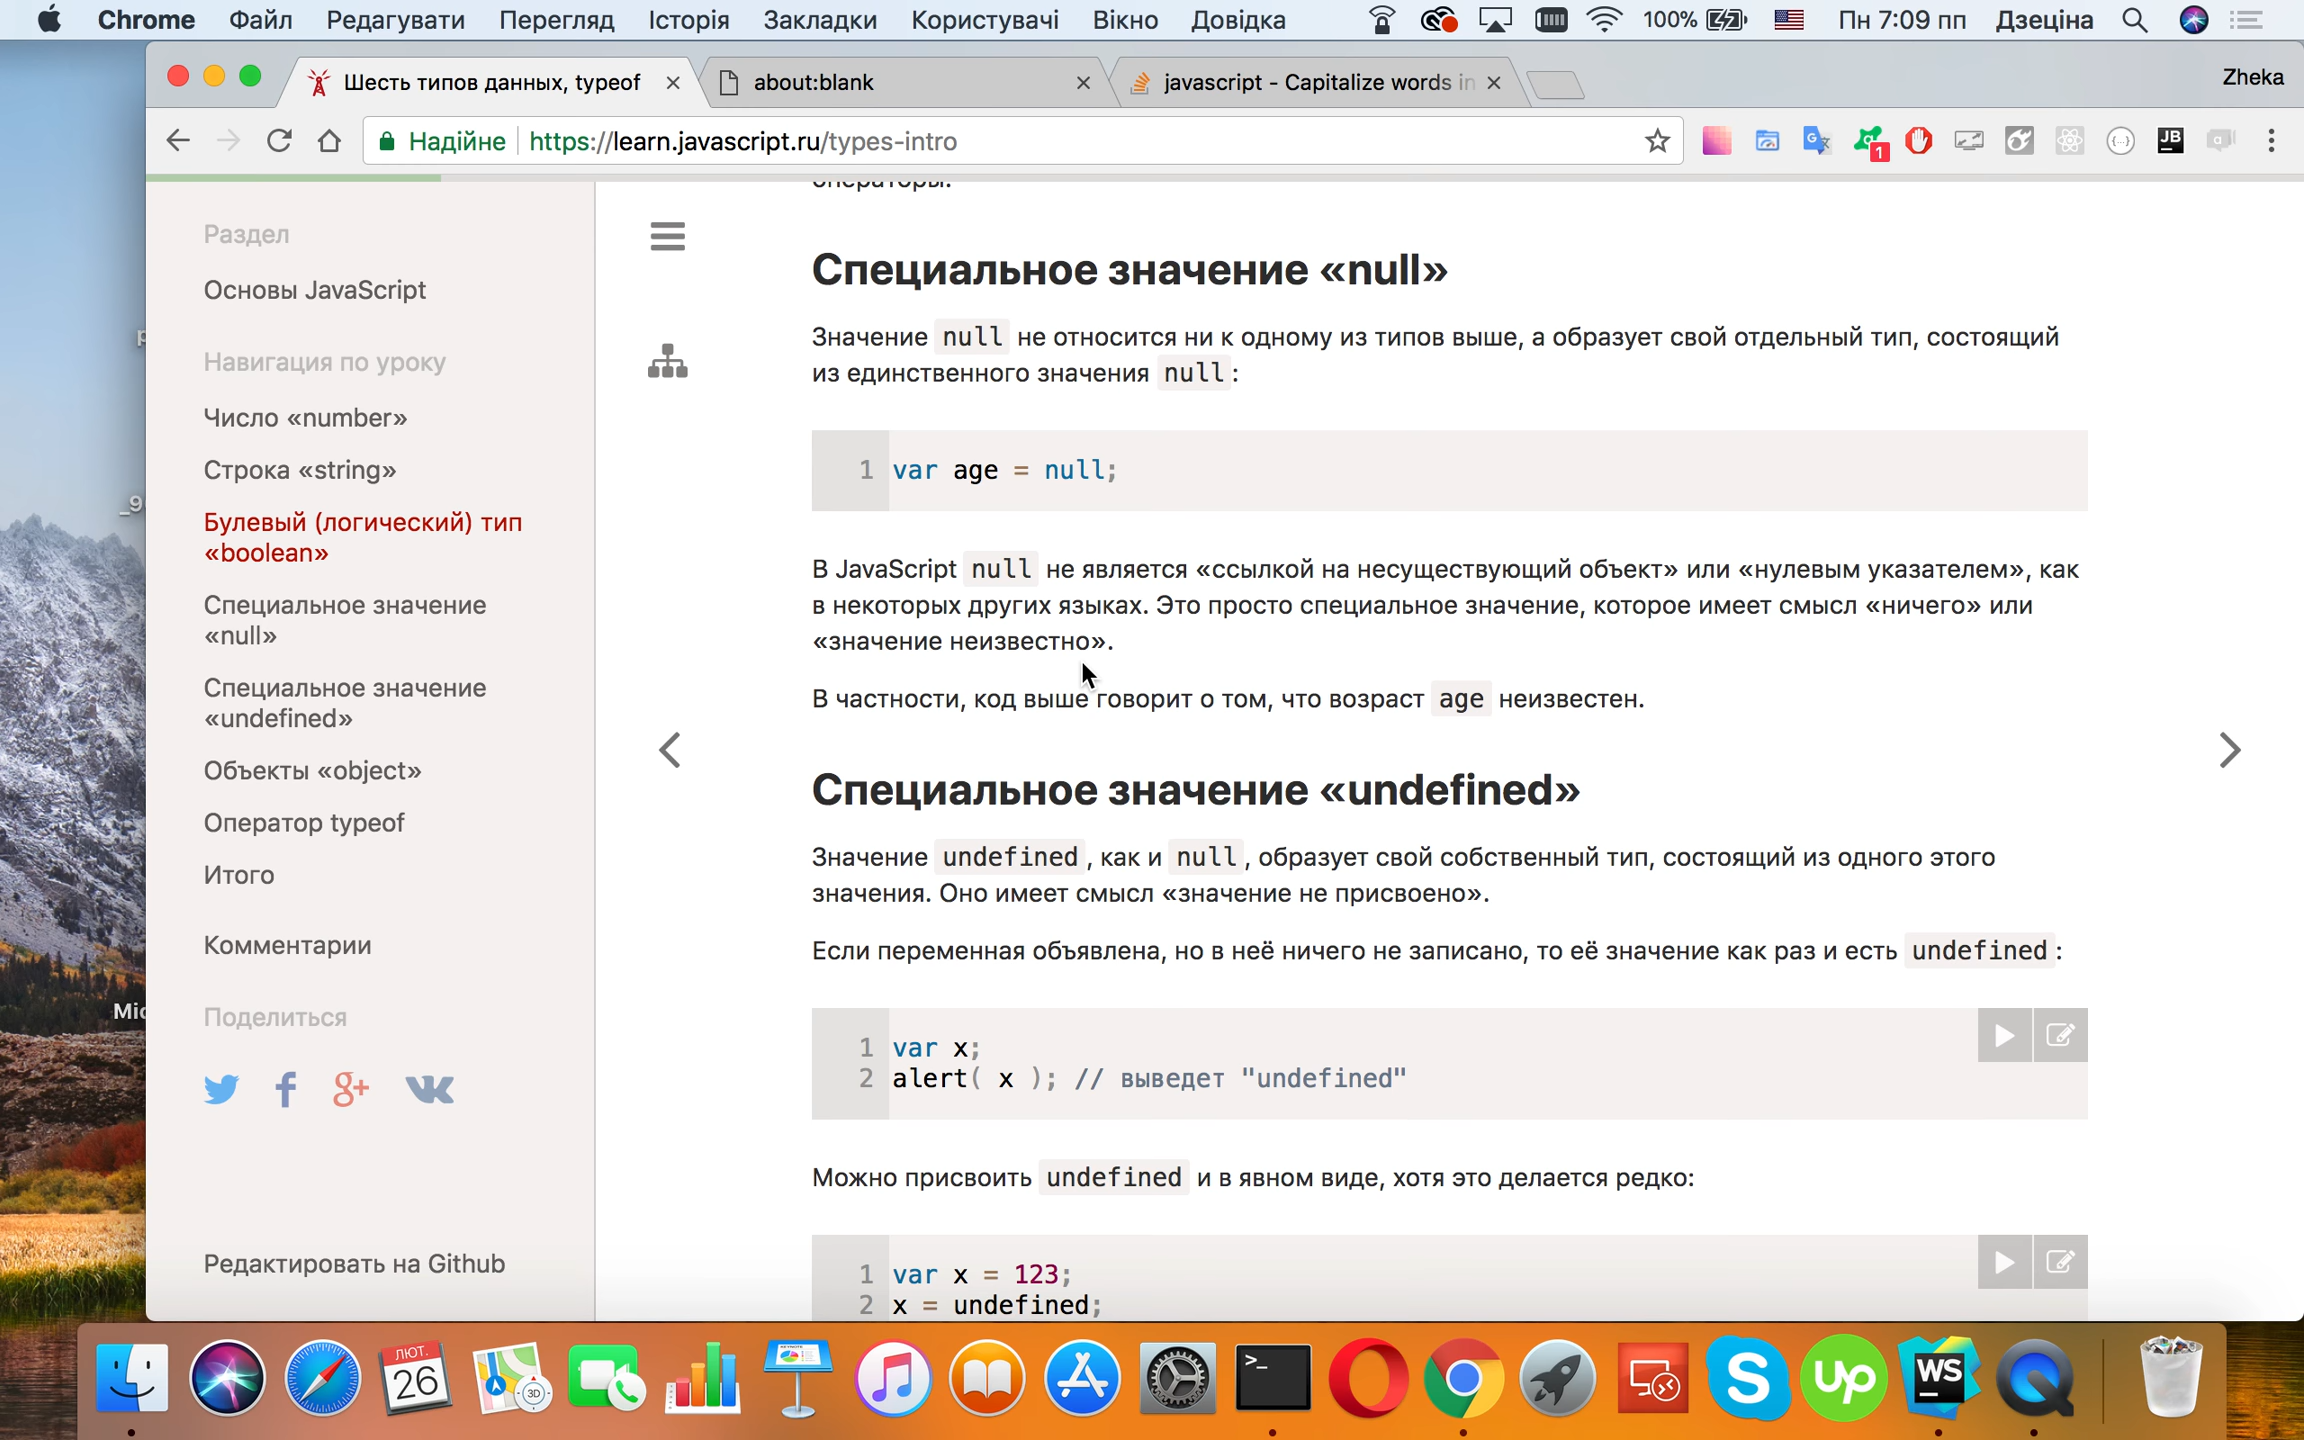 Chrome Файл Редагувати Перегляд Історія Закладки Користувачі Вікно Довідка 100% Пн 7:09 пп Дзеціна
Шесть типов данных, typeof about:blank javascript - Capitalize words in Zheka
Надійне https://learn.javascript.ru/types-intro 1 JB
операторы.
Раздел
Основы JavaScript
Навигация по уроку
Число «number»
Строка «string»
Булевый (логический) тип
«boolean»
Специальное значение
«null»
Специальное значение
«undefined»
Объекты «object»
Оператор typeof
Итого
Комментарии
Поделиться
Редактировать на Github
Специальное значение «null»
Значение null не относится ни к одному из типов выше, а образует свой отдельный тип, состоящий
из единственного значения null:
1 var age = null;
В JavaScript null не является «ссылкой на несуществующий объект» или «нулевым указателем», как
в некоторых других языках. Это просто специальное значение, которое имеет смысл «ничего» или
«значение неизвестно».
В частности, код выше говорит о том, что возраст age неизвестен.
Специальное значение «undefined»
Значение undefined, как и null, образует свой собственный тип, состоящий из одного этого
значения. Оно имеет смысл «значение не присвоено».
Если переменная объявлена, но в неё ничего не записано, то её значение как раз и есть undefined:
1 var x;
2 alert( x ); // выведет "undefined"
Можно присвоить undefined и в явном виде, хотя это делается редко:
1 var x = 123;
2 x = undefined;
ЛЮТ.
26
3D
up
WS